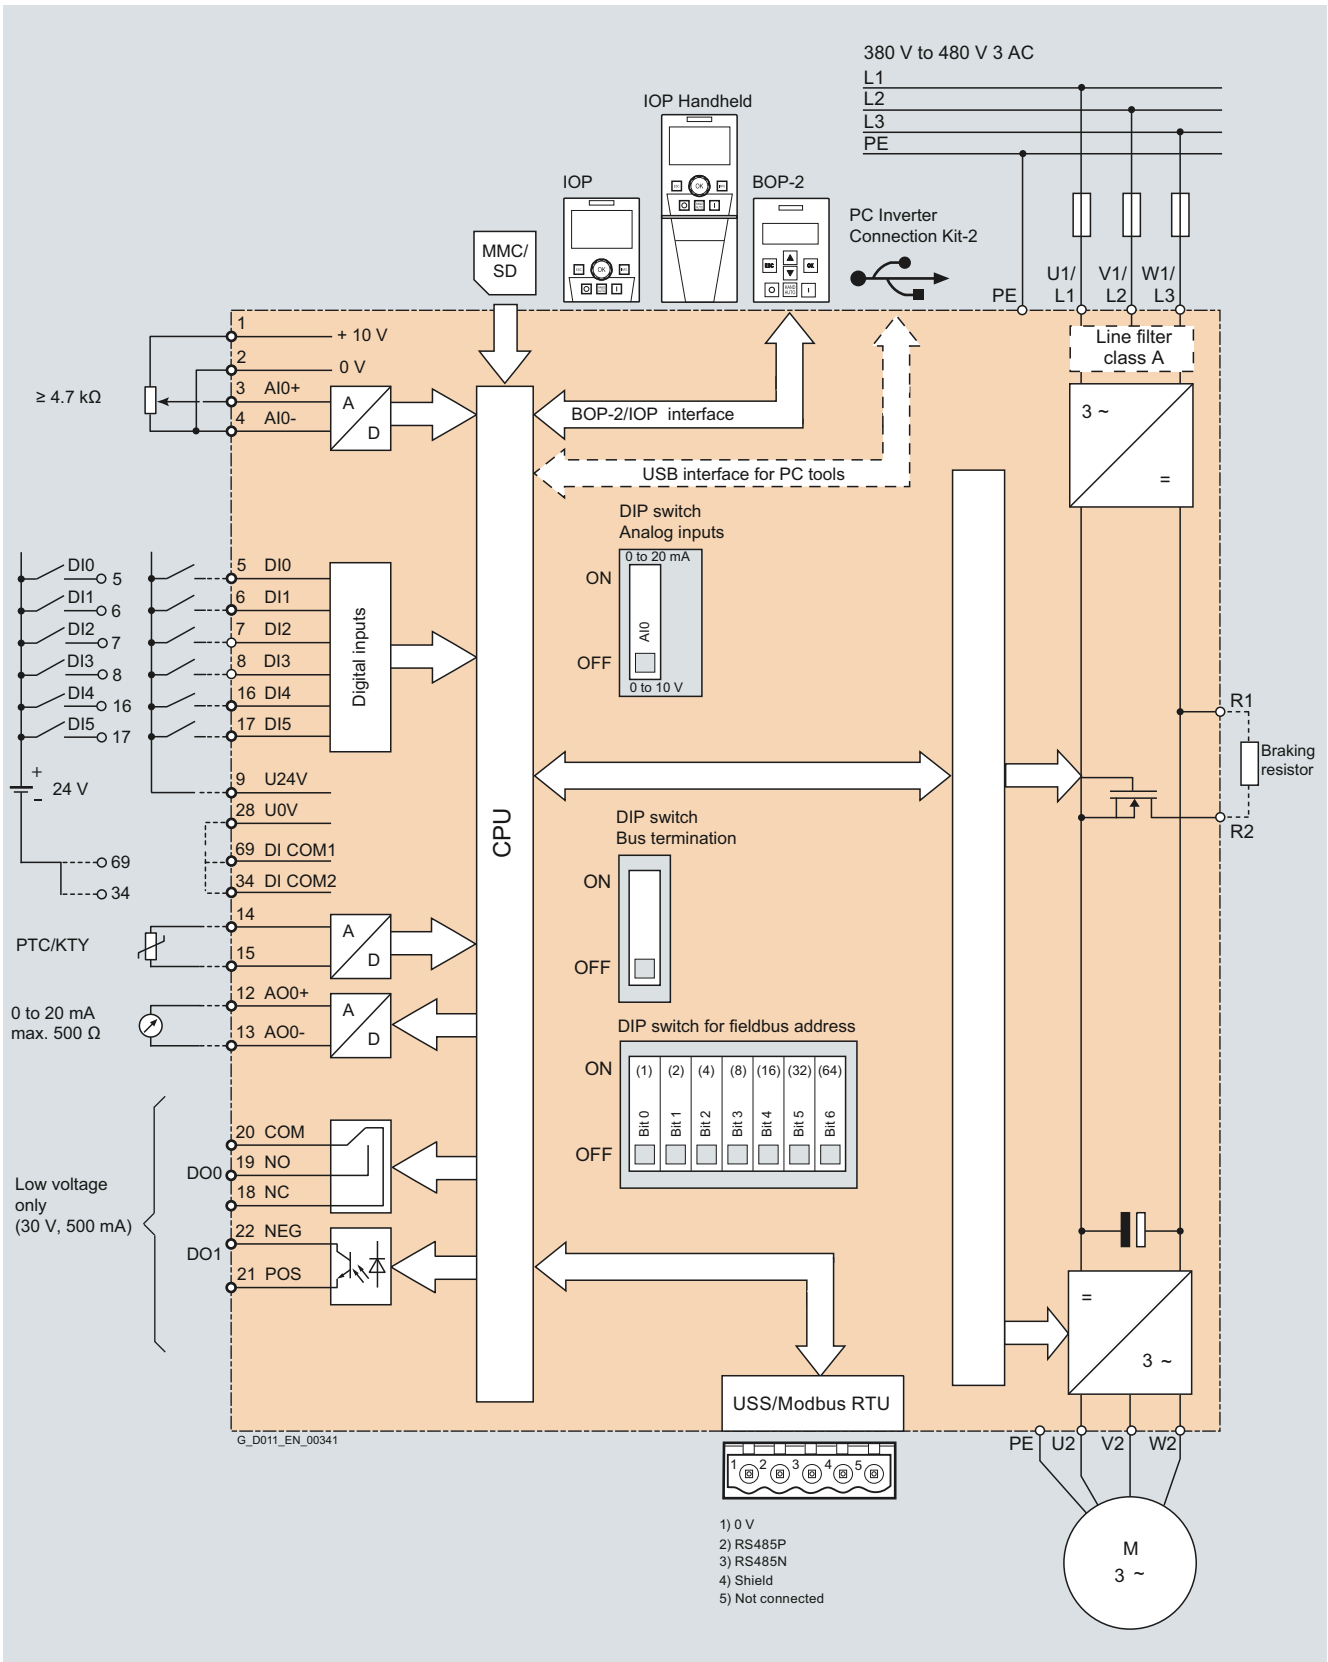 380 V to 480 V 3 AC
L1
L2
L3
PE
IOP Handheld
IOP
BOP-2
PC Inverter
Connection Kit-2
MMC/
SD
OK
OK
ESC
OK
HAND
AUTO
PE
U1/
L1
V1/
L2
W1/
L3
Line filter
class A
3 ~
=
1
+ 10 V
2
0 V
3 AI0+
4 AI0-
≥ 4.7 kΩ
A
D
BOP-2/IOP interface
USB interface for PC tools
DIP switch
Analog inputs
0 to 20 mA
ON
AI0
OFF
0 to 10 V
DI0
5
DI1
6
DI2
7
DI3
8
DI4
16
DI5
17
5 DI0
6 DI1
7 DI2
8 DI3
16 DI4
17 DI5
Digital inputs
+
24 V
-
9 U24V
28 U0V
69 DI COM1
34 DI COM2
69
34
CPU
R1
Braking
resistor
R2
DIP switch
Bus termination
ON
OFF
PTC/KTY
14
15
A
D
0 to 20 mA
max. 500 Ω
12 AO0+
13 AO0-
A
D
DIP switch for fieldbus address
ON
(1) (2) (4) (8) (16) (32) (64)
Bit 0 Bit 1 Bit 2 Bit 3 Bit 4 Bit 5 Bit 6
OFF
Low voltage
only
(30 V, 500 mA)
DO0
20 COM
19 NO
18 NC
DO1
22 NEG
21 POS
=
3 ~
USS/Modbus RTU
G_D011_EN_00341
PE U2 V2 W2
1 2 3 4 5
1) 0 V
2) RS485P
3) RS485N
4) Shield
5) Not connected
M
3 ~